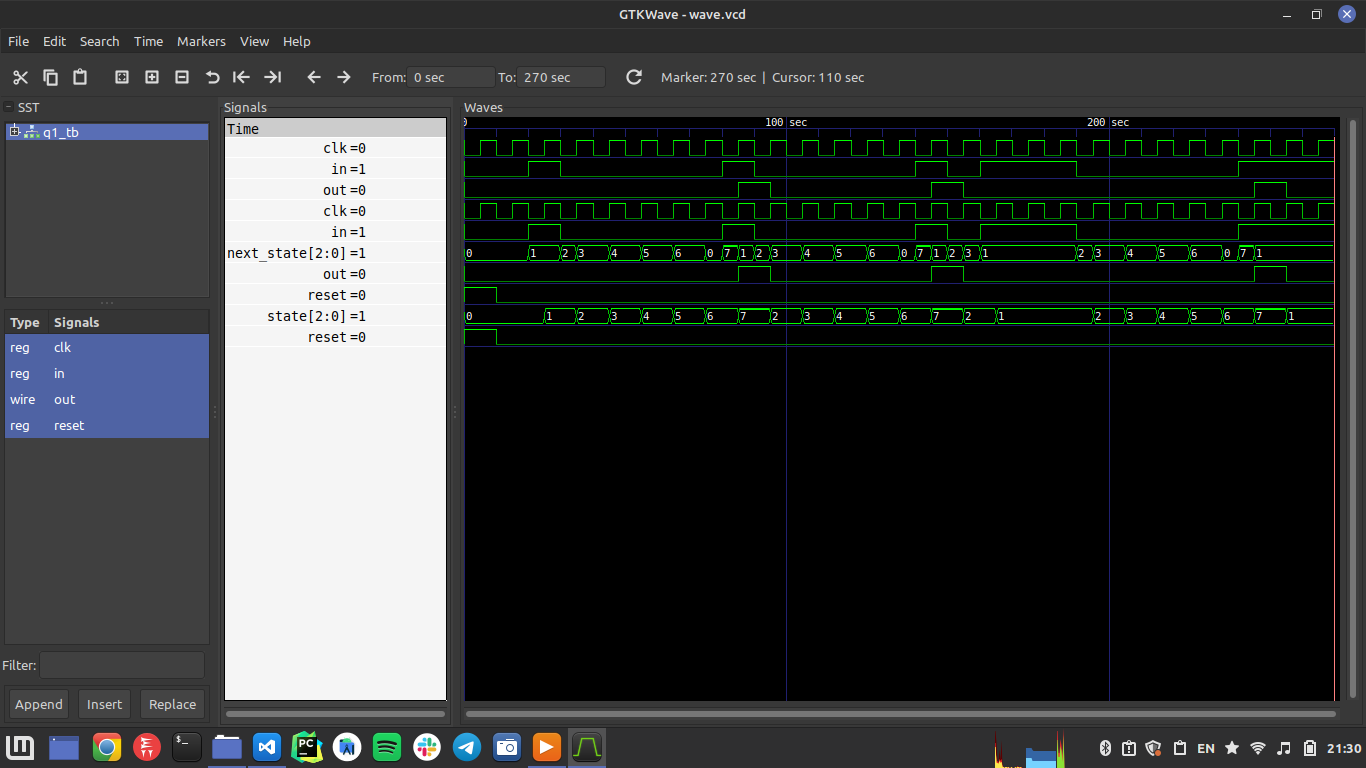 GTKWave - wave.vcd
File Edit Search Time Markers View Help
From: 0 sec To: 270 sec Marker: 270 sec | Cursor: 110 sec
SST
q1_tb
Type Signals
reg clk
reg in
wire out
reg reset
Filter:
Append Insert Replace
Signals
Time
clk =0
in =1
out =0
clk =0
in =1
next_state[2:0] =1
out =0
reset =0
state[2:0] =1
reset =0
Waves
0 100 sec 200 sec
0 1 2 3 4 5 6 0 7 1 2 3 4 5 6 0 7 1 2 3 1 2 3 4 5 6 0 7 1
0 1 2 3 4 5 6 7 2 3 4 5 6 7 2 1 2 3 4 5 6 7 1
PC
EN 21:30